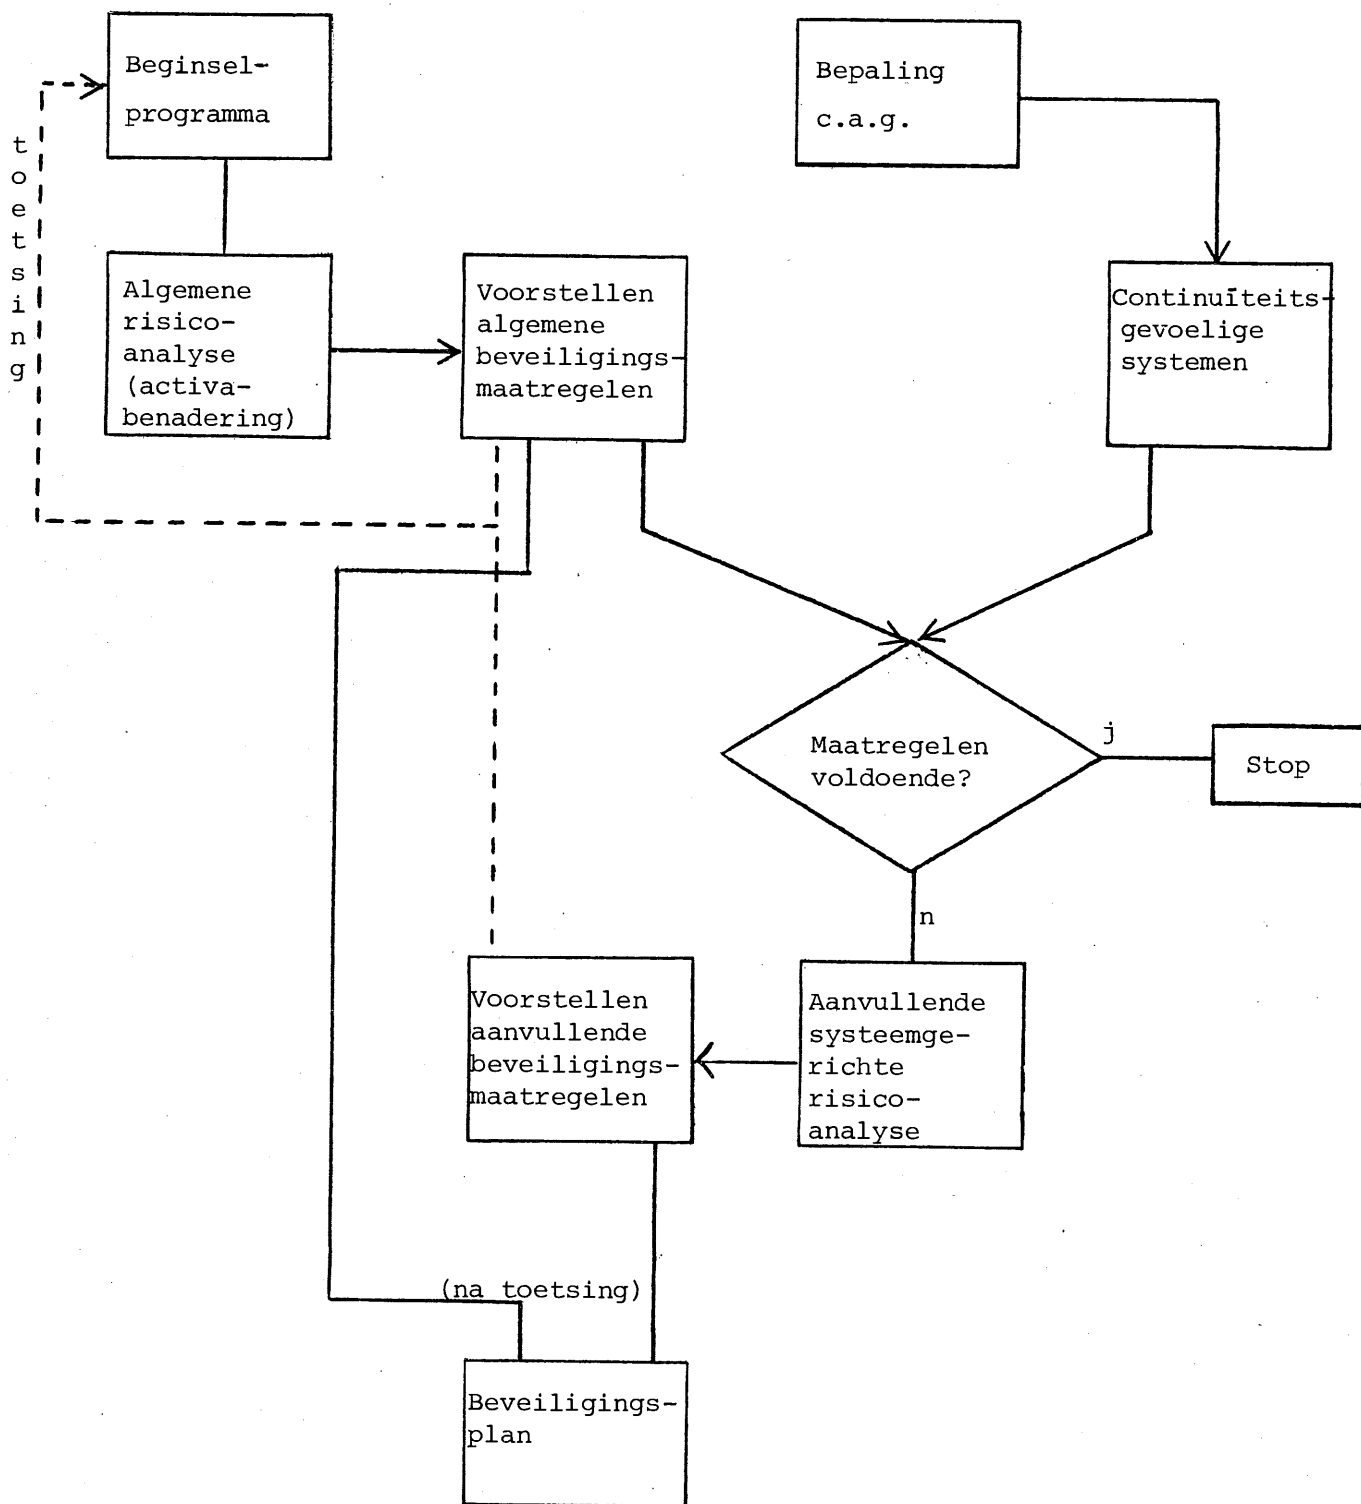 Beginsel-
programma
Bepaling
c.a.g.
toetsing
Algemene
risico-
analyse
(activa-
benadering)
Voorstellen
algemene
beveiligings-
maatregelen
Continuïteits-
gevoelige
systemen
Maatregelen
voldoende?
j
Stop
n
Voorstellen
aanvullende
beveiligings-
maatregelen
Aanvullende
systeemge-
richte
risico-
analyse
(na toetsing)
Beveiligings-
plan